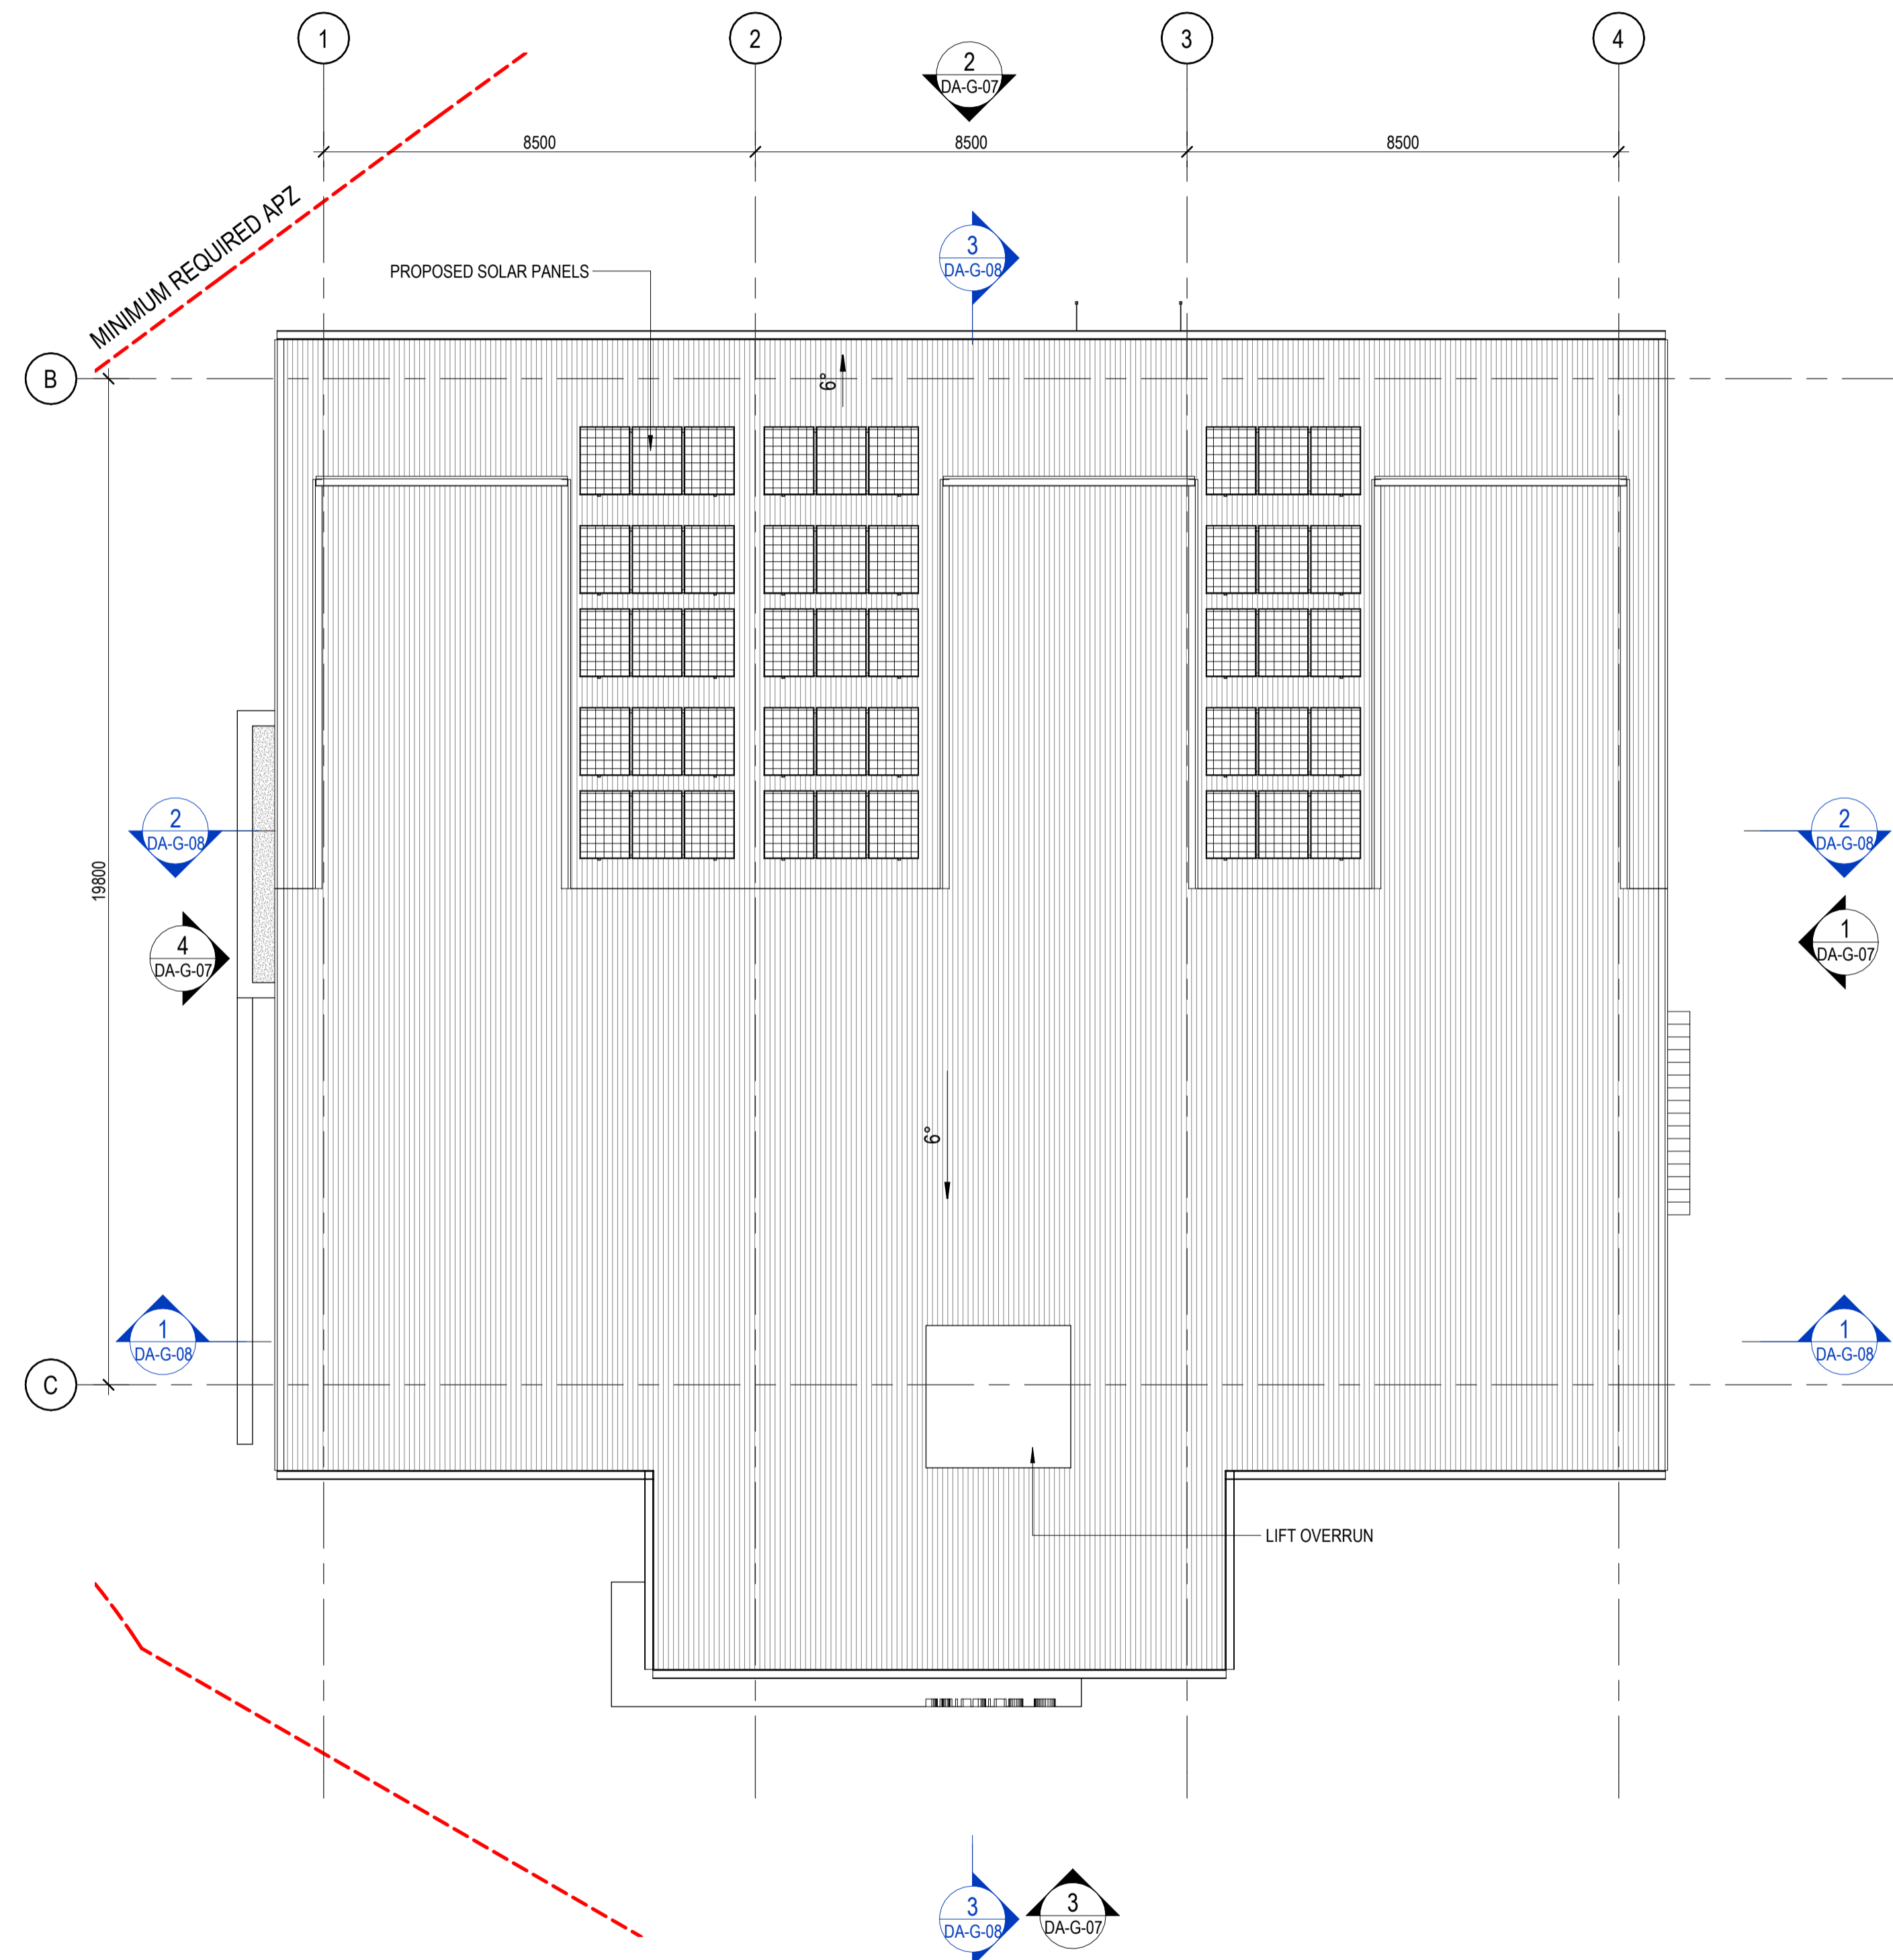 1
2
3
4
2
DA-G-07
8500
8500
8500
MINIMUM REQUIRED APZ
3
DA-G-08
PROPOSED SOLAR PANELS
B
6°
2
DA-G-08
2
DA-G-08
19800
4
DA-G-07
1
DA-G-07
6°
1
DA-G-08
1
DA-G-08
C
LIFT OVERRUN
3
DA-G-08
3
DA-G-07